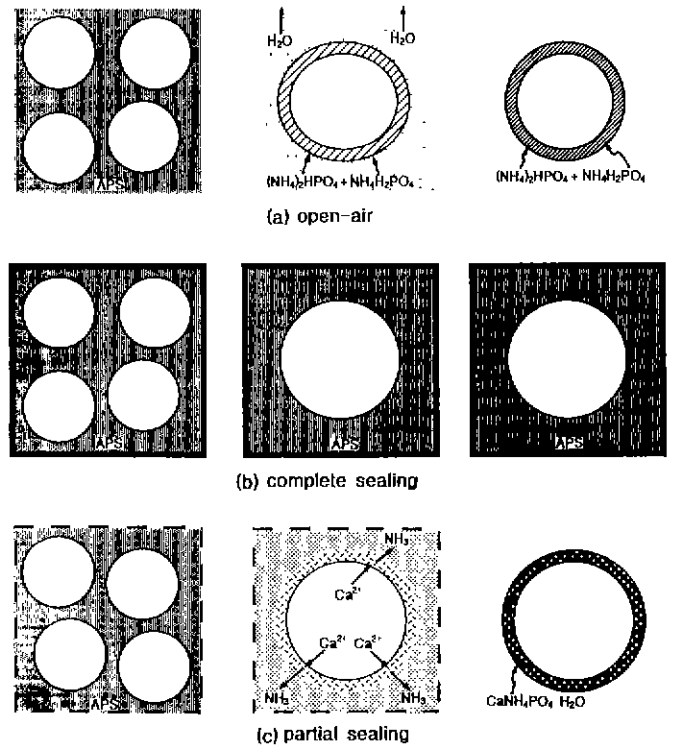 APS
H₂O H₂O
(NH₄)₂HPO₄ + NH₄H₂PO₄
(NH₄)₂HPO₄ + NH₄H₂PO₄
(a) open-air
APS
APS
APS
(b) complete sealing
APS
NH₃
Ca²⁺
Ca²⁺ Ca²⁺
NH₃ NH₃
CaNH₄PO₄ H₂O
(c) partial sealing